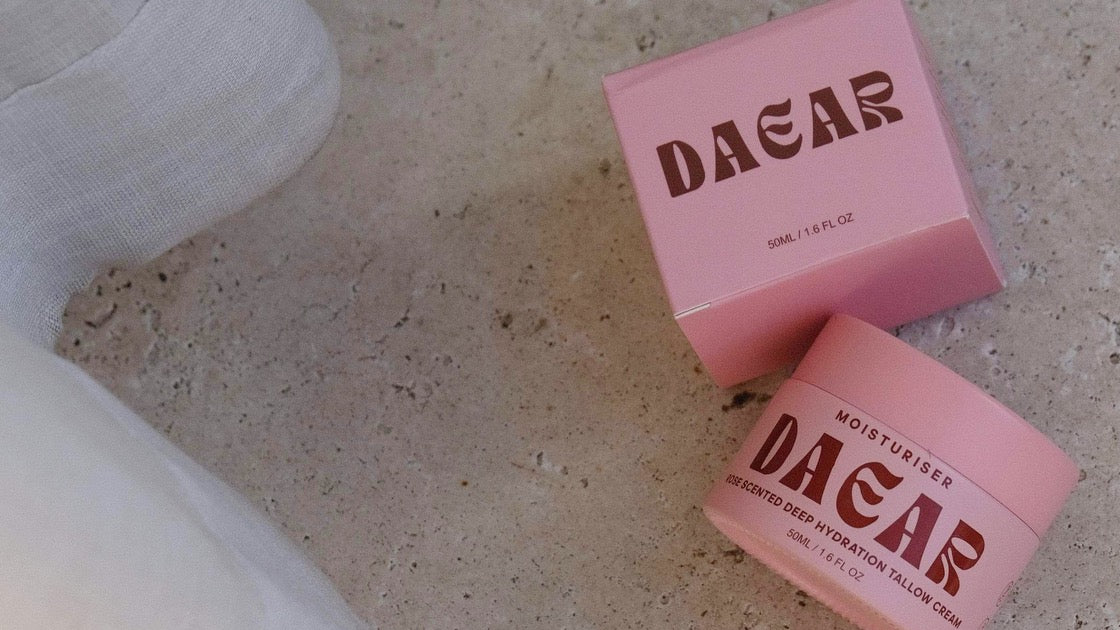 DAEAR
50ML / 1.6 FL OZ
MOISTURISER
DAEAR
ROSE SCENTED DEEP HYDRATION TALLOW CREAM
50ML / 1.6 FL OZ